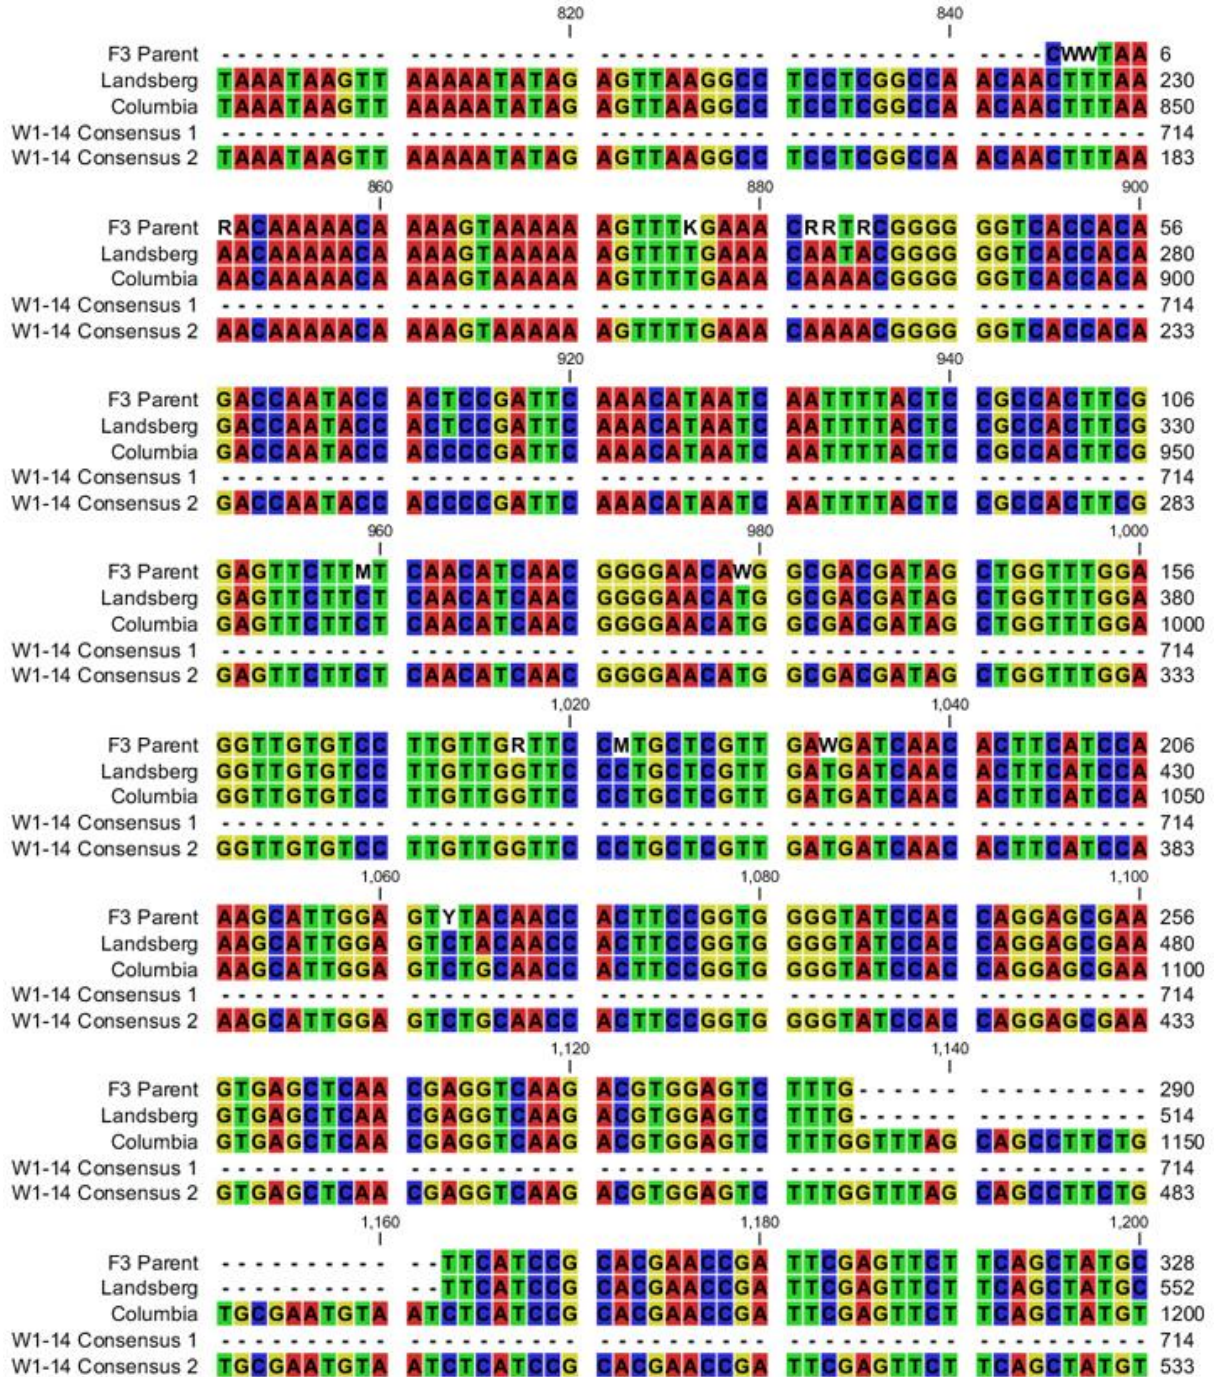 820 840
F3 Parent - - - - - - - - - - - - - - - - - - - - - - - - - - - - - - - - - - - - - - - - - - - - CWWTAA 6
Landsberg TAAATAAGTT AAAAATATAG AGTTAAGGCC TCCTCGGCCA ACAACTTTAA 230
Columbia TAAATAAGTT AAAAATATAG AGTTAAGGCC TCCTCGGCCA ACAACTTTAA 850
W1-14 Consensus 1 - - - - - - - - - - - - - - - - - - - - - - - - - - - - - - - - - - - - - - - - - - - - - - - - - - 714
W1-14 Consensus 2 TAAATAAGTT AAAAATATAG AGTTAAGGCC TCCTCGGCCA ACAACTTTAA 183
860 880 900
F3 Parent RACAAAAACA AAAGTAAAAA AGTTTKGAAA CRRTRCGGGG GGTCACCACA 56
Landsberg AACAAAAACA AAAGTAAAAA AGTTTTGAAA CAATACGGGG GGTCACCACA 280
Columbia AACAAAAACA AAAGTAAAAA AGTTTTGAAA CAAAACGGGG GGTCACCACA 900
W1-14 Consensus 1 - - - - - - - - - - - - - - - - - - - - - - - - - - - - - - - - - - - - - - - - - - - - - - - - - - 714
W1-14 Consensus 2 AACAAAAACA AAAGTAAAAA AGTTTTGAAA CAAAACGGGG GGTCACCACA 233
920 940
F3 Parent GACCAATACC ACTCCGATTC AAACATAATC AATTTTACTC CGCCACTTCG 106
Landsberg GACCAATACC ACTCCGATTC AAACATAATC AATTTTACTC CGCCACTTCG 330
Columbia GACCAATACC ACCCCGATTC AAACATAATC AATTTTACTC CGCCACTTCG 950
W1-14 Consensus 1 - - - - - - - - - - - - - - - - - - - - - - - - - - - - - - - - - - - - - - - - - - - - - - - - - - 714
W1-14 Consensus 2 GACCAATACC ACCCCGATTC AAACATAATC AATTTTACTC CGCCACTTCG 283
960 980 1,000
F3 Parent GAGTTCTTMT CAACATCAAC GGGGAACAWG GCGACGATAG CTGGTTTGGA 156
Landsberg GAGTTCTTCT CAACATCAAC GGGGAACATG GCGACGATAG CTGGTTTGGA 380
Columbia GAGTTCTTCT CAACATCAAC GGGGAACATG GCGACGATAG CTGGTTTGGA 1000
W1-14 Consensus 1 - - - - - - - - - - - - - - - - - - - - - - - - - - - - - - - - - - - - - - - - - - - - - - - - - - 714
W1-14 Consensus 2 GAGTTCTTCT CAACATCAAC GGGGAACATG GCGACGATAG CTGGTTTGGA 333
1,020 1,040
F3 Parent GGTTGTGTCC TTGTTGRTTC CMTGCTCGTT GAWGATCAAC ACTTCATCCA 206
Landsberg GGTTGTGTCC TTGTTGGTTC CCTGCTCGTT GATGATCAAC ACTTCATCCA 430
Columbia GGTTGTGTCC TTGTTGGTTC CCTGCTCGTT GATGATCAAC ACTTCATCCA 1050
W1-14 Consensus 1 - - - - - - - - - - - - - - - - - - - - - - - - - - - - - - - - - - - - - - - - - - - - - - - - - - 714
W1-14 Consensus 2 GGTTGTGTCC TTGTTGGTTC CCTGCTCGTT GATGATCAAC ACTTCATCCA 383
1,060 1,080 1,100
F3 Parent AAGCATTGGA GTYTACAACC ACTTCCGGTG GGGTATCCAC CAGGAGCGAA 256
Landsberg AAGCATTGGA GTCTACAACC ACTTCCGGTG GGGTATCCAC CAGGAGCGAA 480
Columbia AAGCATTGGA GTCTGCAACC ACTTCCGGTG GGGTATCCAC CAGGAGCGAA 1100
W1-14 Consensus 1 - - - - - - - - - - - - - - - - - - - - - - - - - - - - - - - - - - - - - - - - - - - - - - - - - - 714
W1-14 Consensus 2 AAGCATTGGA GTCTGCAACC ACTTCCGGTG GGGTATCCAC CAGGAGCGAA 433
1,120 1,140
F3 Parent GTGAGCTCAA CGAGGTCAAG ACGTGGAGTC TTTG- - - - - - - - - - - - - - - - 290
Landsberg GTGAGCTCAA CGAGGTCAAG ACGTGGAGTC TTTG- - - - - - - - - - - - - - - - 514
Columbia GTGAGCTCAA CGAGGTCAAG ACGTGGAGTC TTTGGTTTAG CAGCCTTCTG 1150
W1-14 Consensus 1 - - - - - - - - - - - - - - - - - - - - - - - - - - - - - - - - - - - - - - - - - - - - - - - - - - 714
W1-14 Consensus 2 GTGAGCTCAA CGAGGTCAAG ACGTGGAGTC TTTGGTTTAG CAGCCTTCTG 483
1,160 1,180 1,200
F3 Parent - - - - - - - - - - - -TTCATCCG CACGAACCGA TTCGAGTTCT TCAGCTATGC 328
Landsberg - - - - - - - - - - - -TTCATCCG CACGAACCGA TTCGAGTTCT TCAGCTATGC 552
Columbia TGCGAATGTA ATCTCATCCG CACGAACCGA TTCGAGTTCT TCAGCTATGT 1200
W1-14 Consensus 1 - - - - - - - - - - - - - - - - - - - - - - - - - - - - - - - - - - - - - - - - - - - - - - - - - - 714
W1-14 Consensus 2 TGCGAATGTA ATCTCATCCG CACGAACCGA TTCGAGTTCT TCAGCTATGT 533